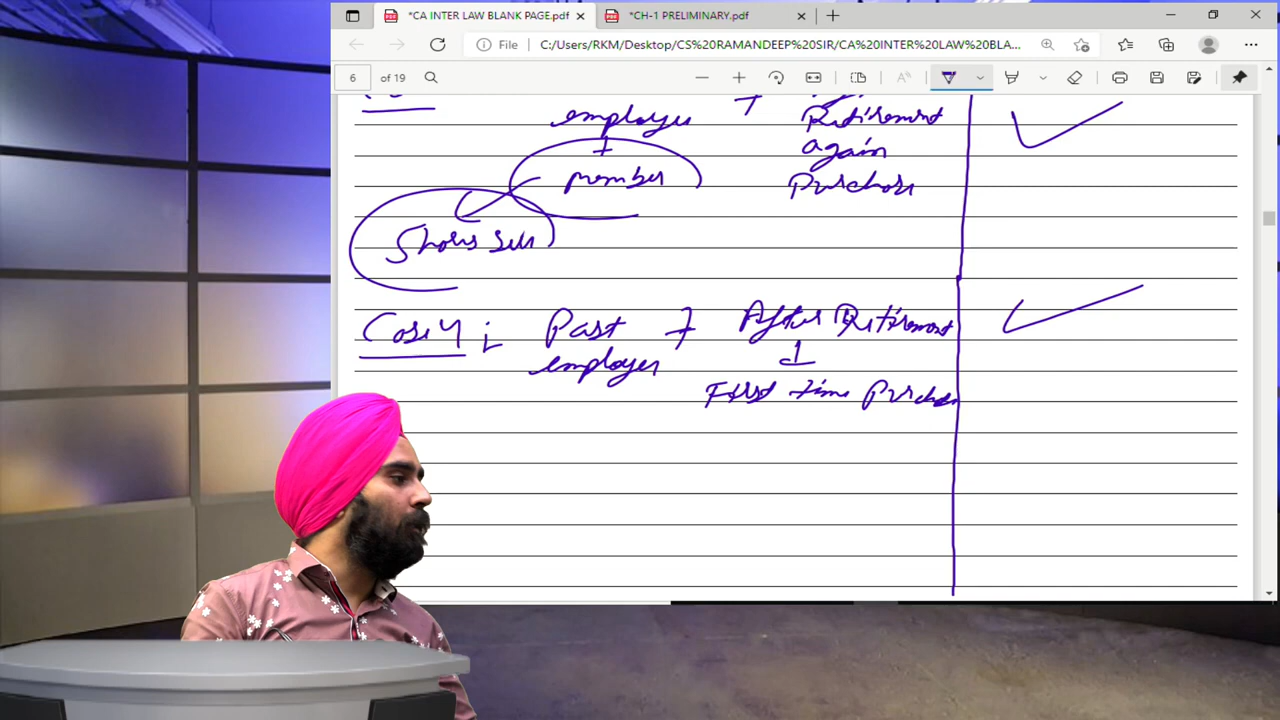 *CA INTER LAW BLANK PAGE.pdf
*CH-1 PRELIMINARY.pdf
File C:/Users/RKM/Desktop/CS%20RAMANDEEP%20SIR/CA%20INTER%20LAW%20BLA...
6 of 19
employee Retirement
again
member Purchase
Shares sell
Case 4 : Past After Retirement
employee
First time Purchase